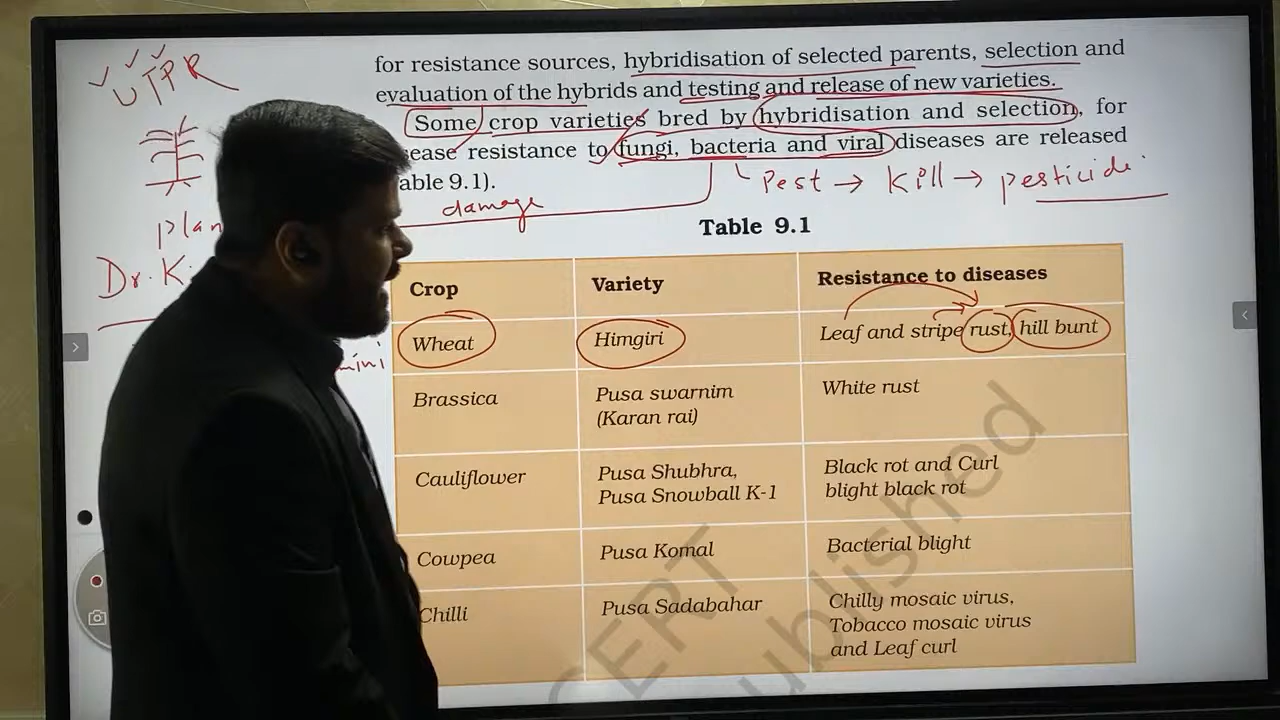 UTPR
for resistance sources, hybridisation of selected parents, selection and
evaluation of the hybrids and testing and release of new varieties.
Some crop varieties bred by hybridisation and selection, for
ease resistance to fungi, bacteria and viral diseases are released
able 9.1).
Pest → Kill → pesticide
damage
plan
Dr. K.
mini
Table 9.1
Crop Variety Resistance to diseases
Wheat Himgiri Leaf and stripe rust, hill bunt
Brassica Pusa swarnim White rust
(Karan rai)
Cauliflower Pusa Shubhra, Black rot and Curl
Pusa Snowball K-1 blight black rot
Cowpea Pusa Komal Bacterial blight
Chilli Pusa Sadabahar Chilly mosaic virus,
Tobacco mosaic virus
and Leaf curl
CERT
ublished